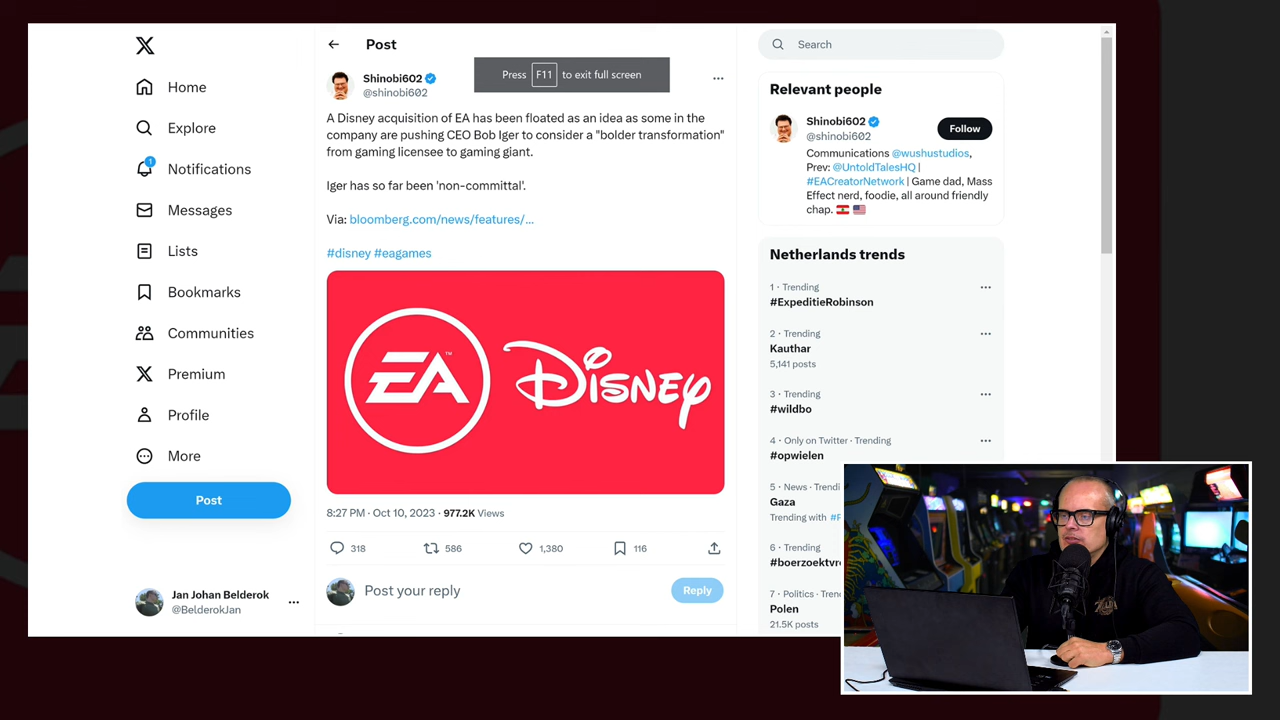 Home
Explore
1
Notifications
Messages
Lists
Bookmarks
Communities
Premium
Profile
More
Post
Jan Johan Belderok
@BelderokJan
Post
Press F11 to exit full screen
Shinobi602
@shinobi602
A Disney acquisition of EA has been floated as an idea as some in the
company are pushing CEO Bob Iger to consider a "bolder transformation"
from gaming licensee to gaming giant.
Iger has so far been 'non-committal'.
Via: bloomberg.com/news/features/...
#disney #eagames
EA™ Disney
8:27 PM · Oct 10, 2023 · 977.2K Views
318 586 1,380 116
Post your reply
Reply
Search
Relevant people
Shinobi602
@shinobi602
Follow
Communications @wushustudios,
Prev: @UntoldTalesHQ |
#EACreatorNetwork | Game dad, Mass
Effect nerd, foodie, all around friendly
chap.
Netherlands trends
1 · Trending
#ExpeditieRobinson
2 · Trending
Kauthar
5,141 posts
3 · Trending
#wildbo
4 · Only on Twitter · Trending
#opwielen
5 · News · Trendi
Gaza
Trending with #F
6 · Trending
#boerzoektvr
7 · Politics · Tren
Polen
21.5K posts